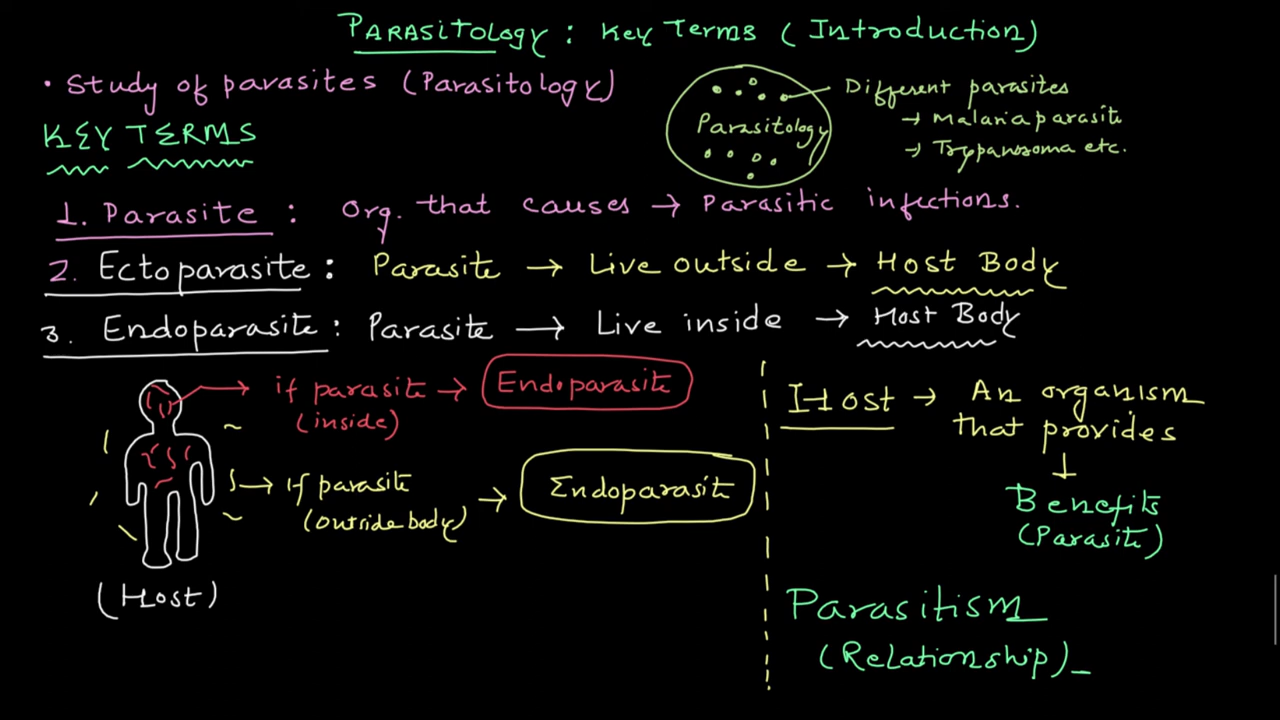 Parasitology : Key Terms (Introduction)
• Study of parasites (Parasitology)
KEY TERMS
Parasitology
Different parasites
→ Malaria parasite
→ Trypanosoma etc.
1. Parasite : Org. that causes → Parasitic infections.
2. Ectoparasite : Parasite → Live outside → Host Body
3. Endoparasite : Parasite → Live inside → Host Body
→ if parasite → Endoparasite
(inside)
→ if parasite → Endoparasite
(outside body)
(Host)
Host → An organism
that provides
↓
Benefits
(Parasite)
Parasitism
(Relationship)